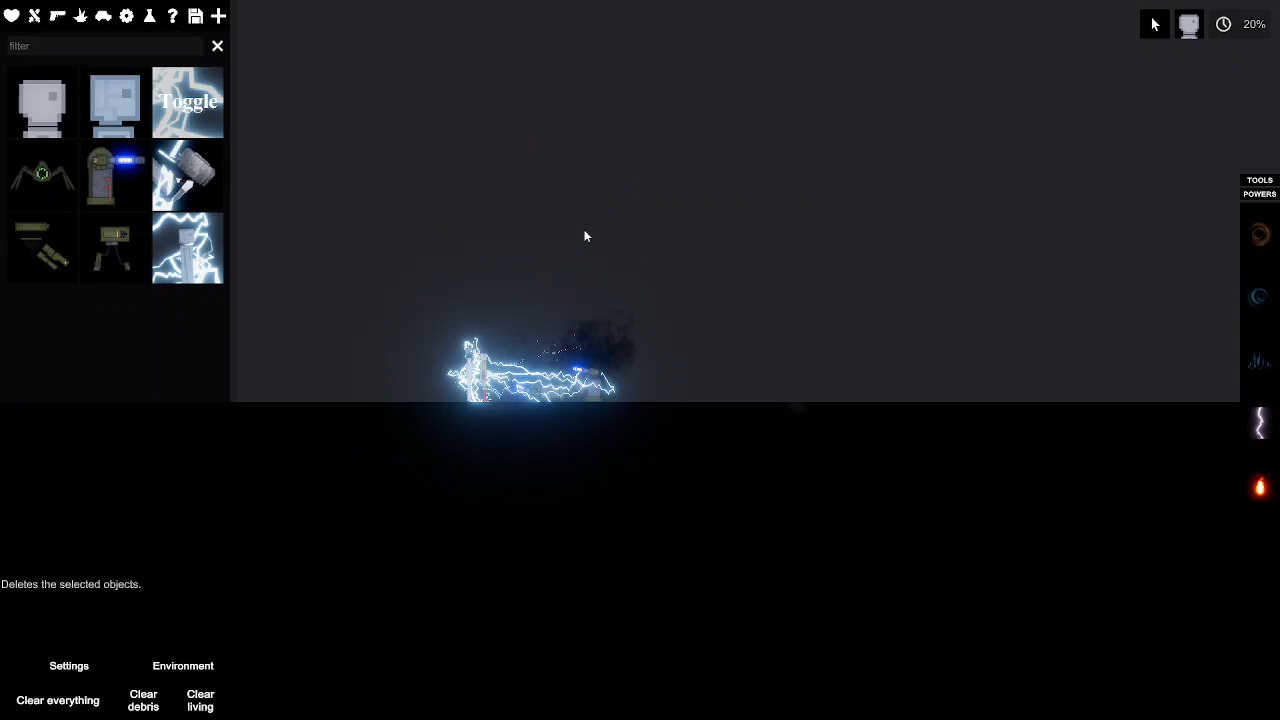 filter
20%
Toggle
TOOLS
POWERS
Deletes the selected objects.
Settings
Environment
Clear everything
Clear
debris
Clear
living